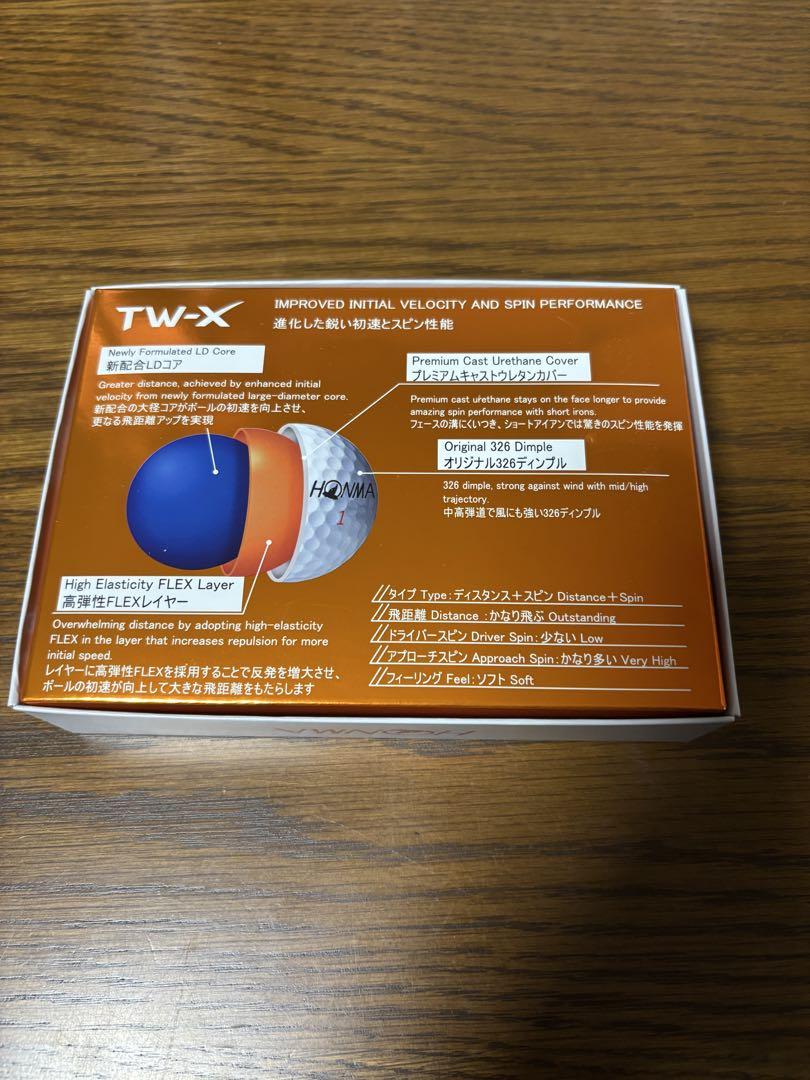 TW-X
IMPROVED INITIAL VELOCITY AND SPIN PERFORMANCE
進化した鋭い初速とスピン性能
Newly Formulated LD Core
新配合LDコア
Greater distance, achieved by enhanced initial
velocity from newly formulated large-diameter core.
新配合の大径コアがボールの初速を向上させ、
更なる飛距離アップを実現
Premium Cast Urethane Cover
プレミアムキャストウレタンカバー
Premium cast urethane stays on the face longer to provide
amazing spin performance with short irons.
フェースの溝にくいつき、ショートアイアンでは驚きのスピン性能を発揮
Original 326 Dimple
オリジナル326ディンプル
326 dimple, strong against wind with mid/high
trajectory.
中高弾道で風にも強い326ディンプル
HONMA
1
High Elasticity FLEX Layer
高弾性FLEXレイヤー
Overwhelming distance by adopting high-elasticity
FLEX in the layer that increases repulsion for more
initial speed.
レイヤーに高弾性FLEXを採用することで反発を増大させ、
ボールの初速が向上して大きな飛距離をもたらします
タイプ Type:ディスタンス+スピン Distance+Spin
飛距離 Distance :かなり飛ぶ Outstanding
ドライバースピン Driver Spin:少ない Low
アプローチスピン Approach Spin:かなり多い Very High
フィーリング Feel:ソフト Soft
HONMA